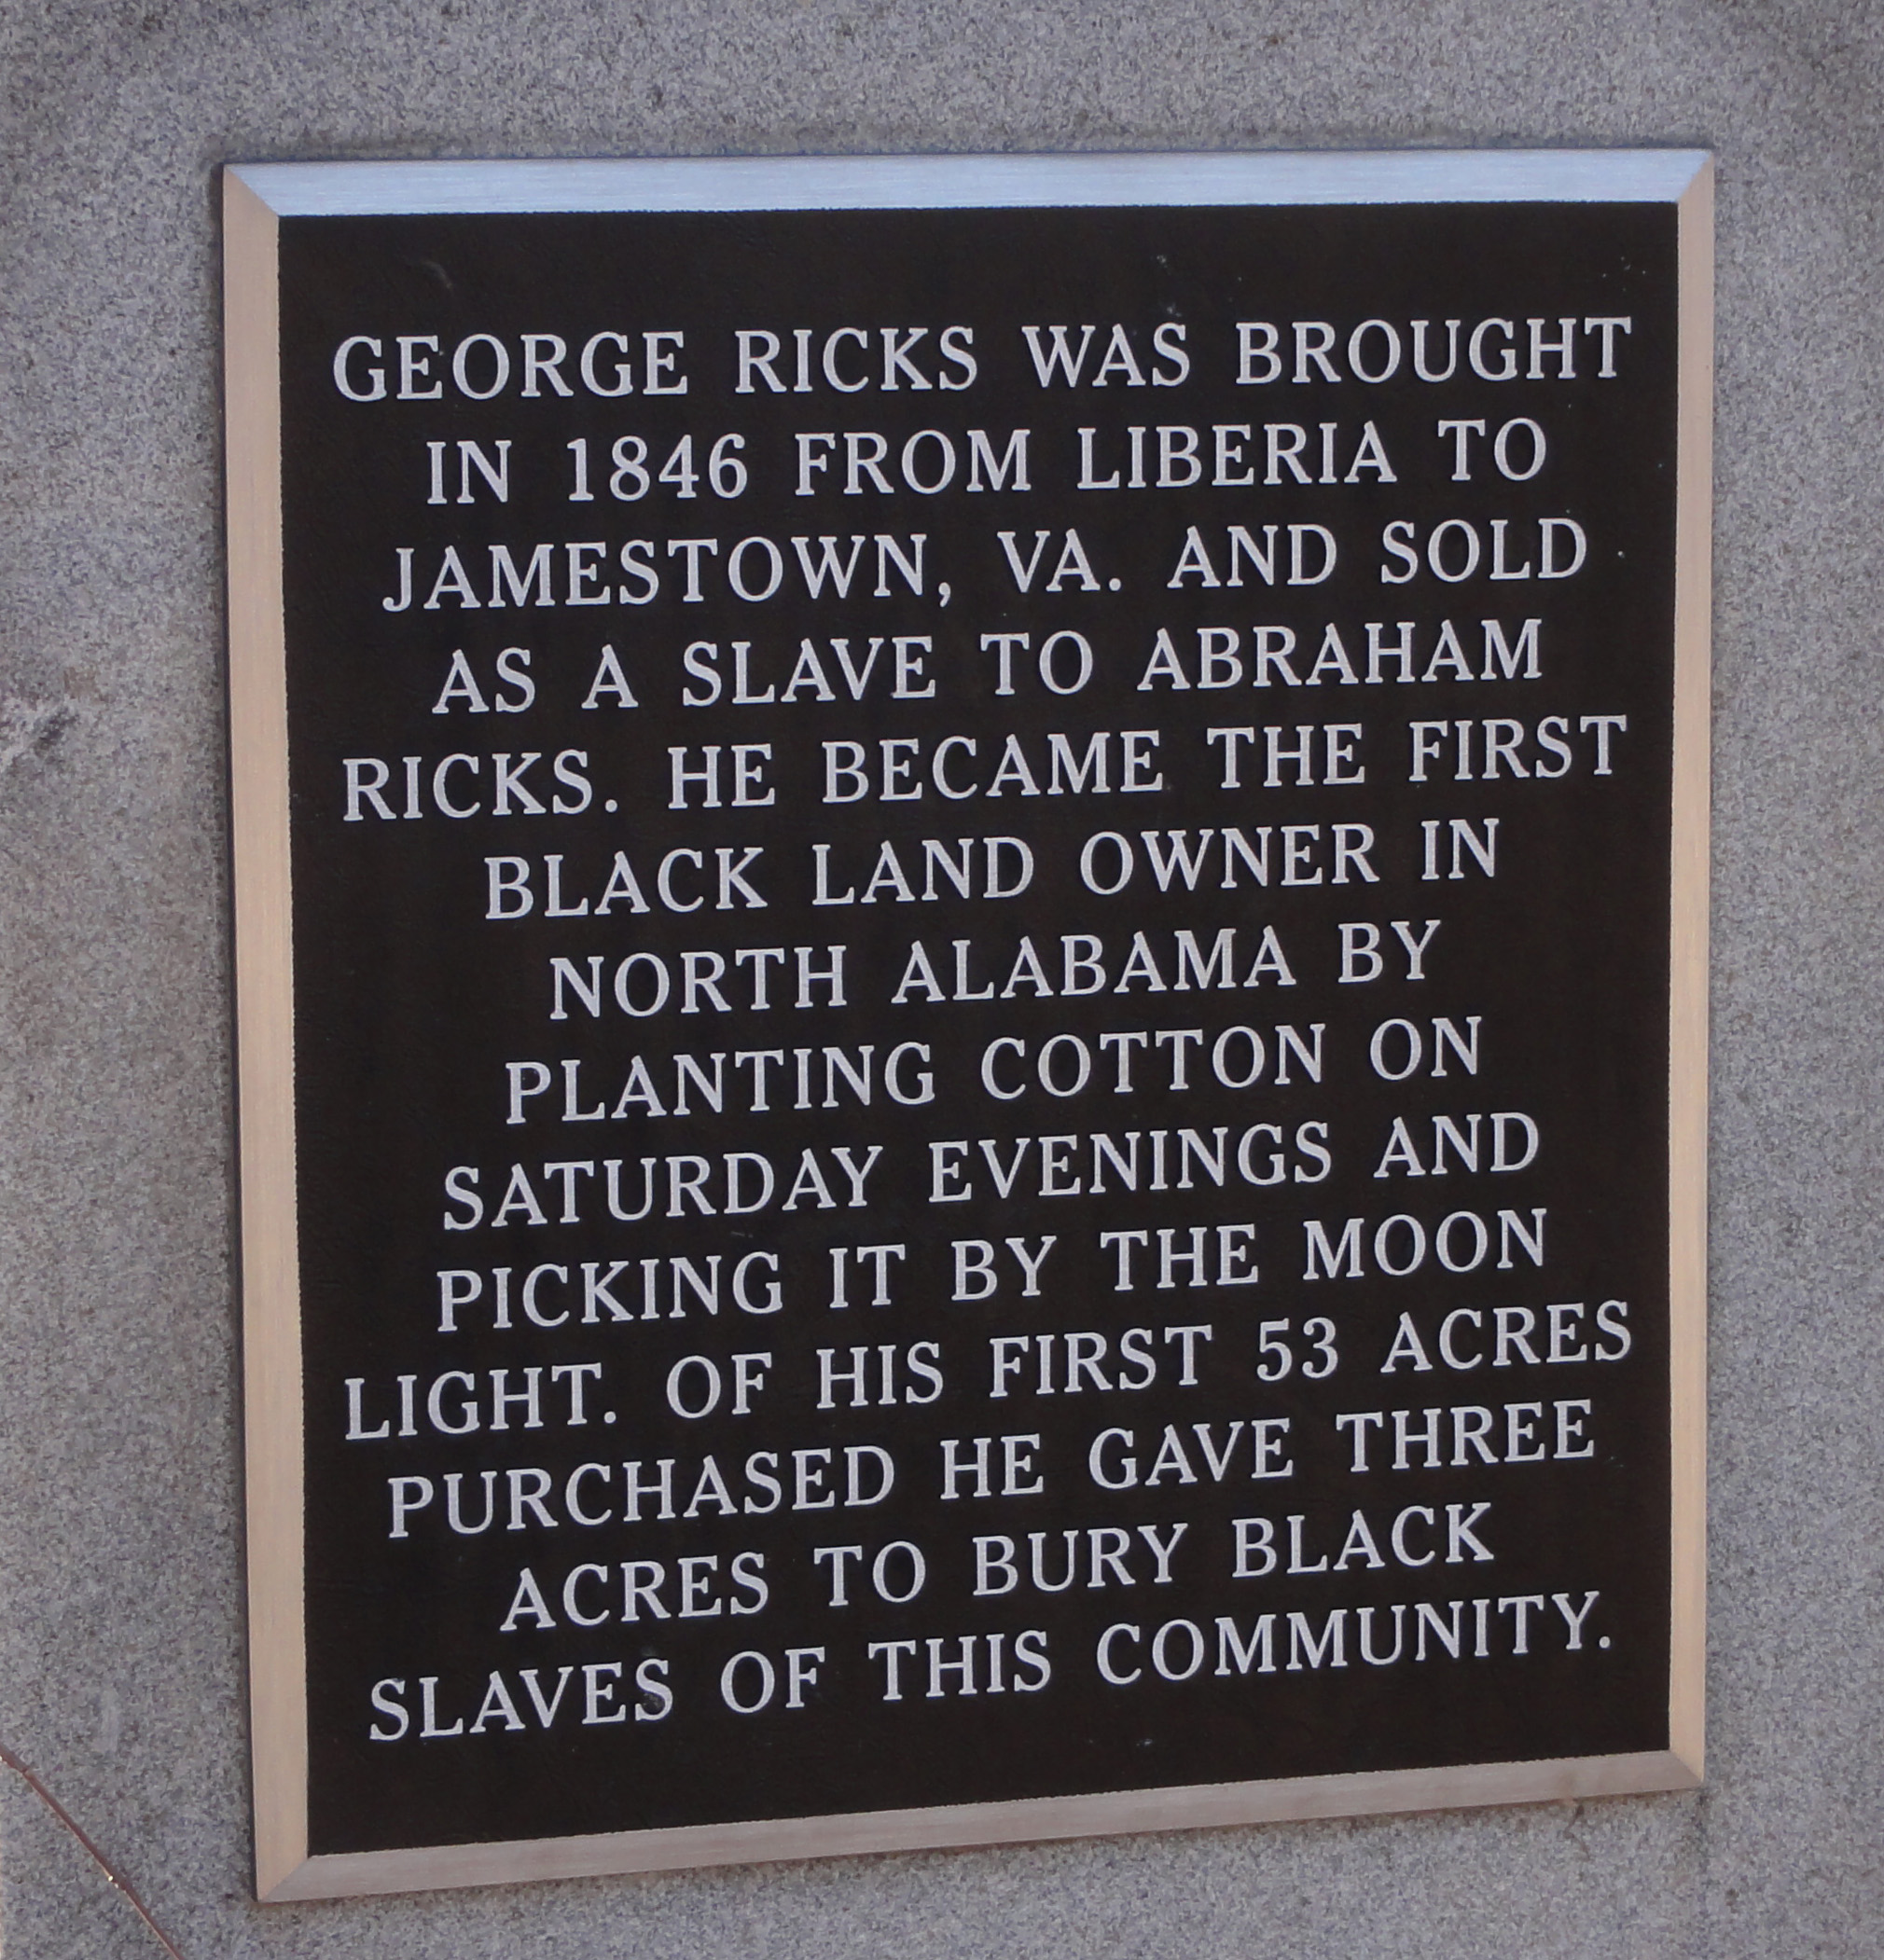 GEORGE RICKS WAS BROUGHT
IN 1846 FROM LIBERIA TO
JAMESTOWN, VA. AND SOLD
AS A SLAVE TO ABRAHAM
RICKS. HE BECAME THE FIRST
BLACK LAND OWNER IN
NORTH ALABAMA BY
PLANTING COTTON ON
SATURDAY EVENINGS AND
PICKING IT BY THE MOON
LIGHT. OF HIS FIRST 53 ACRES
PURCHASED HE GAVE THREE
ACRES TO BURY BLACK
SLAVES OF THIS COMMUNITY.